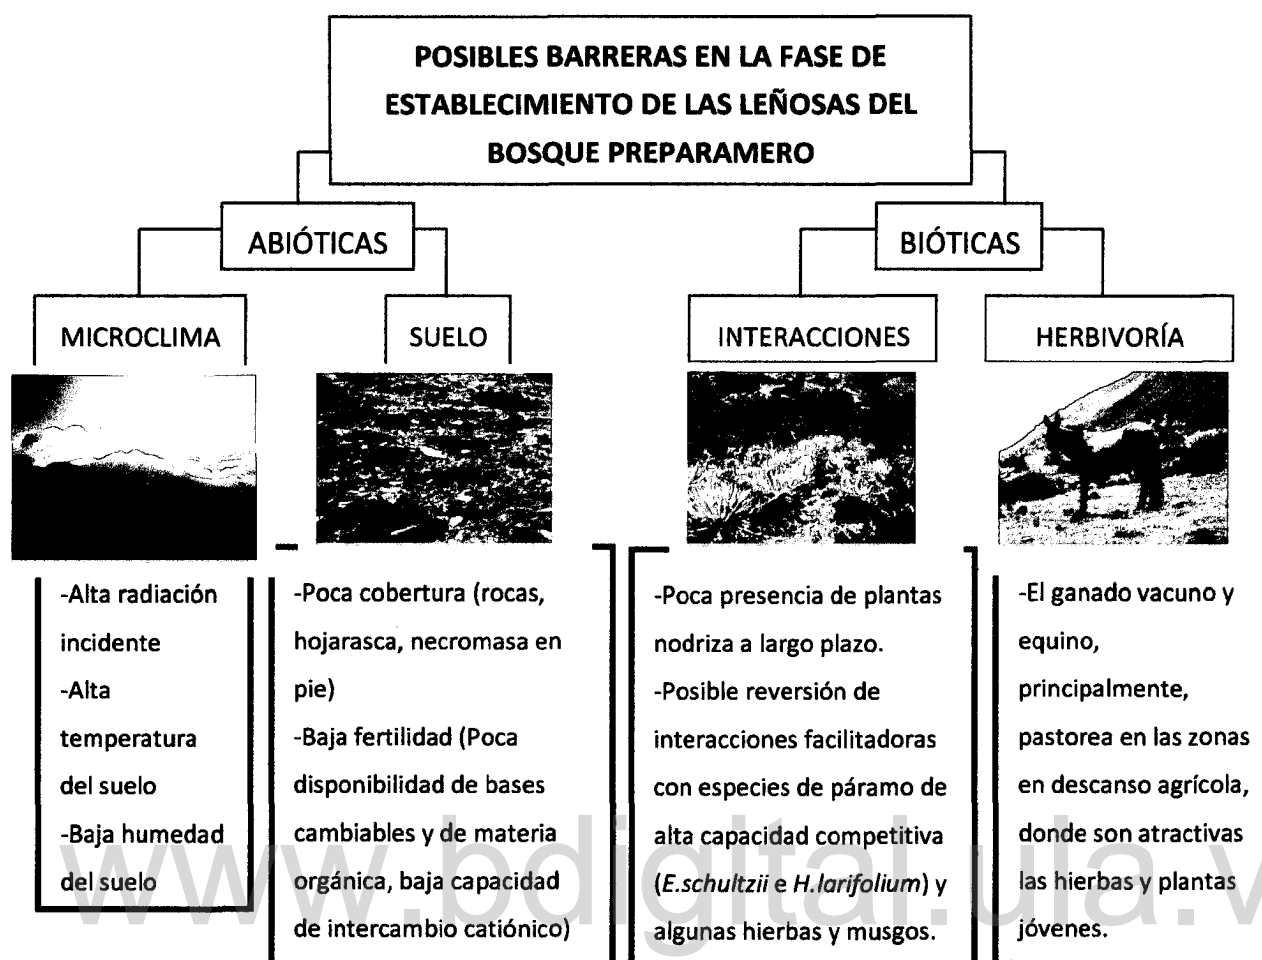 POSIBLES BARRERAS EN LA FASE DE
ESTABLECIMIENTO DE LAS LEÑOSAS DEL
BOSQUE PREPARAMERO
ABIÓTICAS
BIÓTICAS
MICROCLIMA
SUELO
INTERACCIONES
HERBIVORÍA
-Alta radiación
incidente
-Alta
temperatura
del suelo
-Baja humedad
del suelo
-Poca cobertura (rocas,
hojarasca, necromasa en
pie)
-Baja fertilidad (Poca
disponibilidad de bases
cambiables y de materia
orgánica, baja capacidad
de intercambio catiónico)
-Poca presencia de plantas
nodriza a largo plazo.
-Posible reversión de
interacciones facilitadoras
con especies de páramo de
alta capacidad competitiva
(E.schultzii e H.larifolium) y
algunas hierbas y musgos.
-El ganado vacuno y
equino,
principalmente,
pastorea en las zonas
en descanso agrícola,
donde son atractivas
las hierbas y plantas
jóvenes.
www.bdigital.ula.v